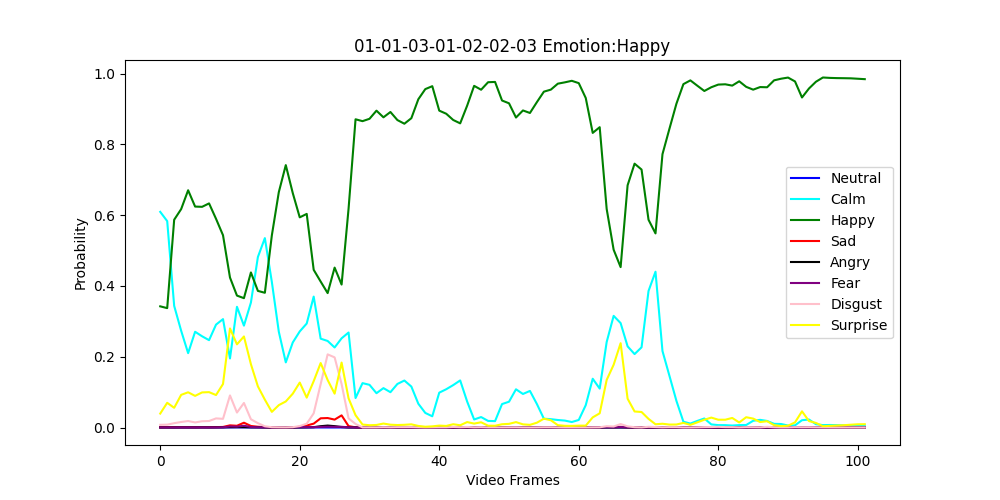 01-01-03-01-02-02-03 Emotion:Happy
Probability
1.0
0.8
0.6
0.4
0.2
0.0
0
20
40
60
80
100
Video Frames
Neutral
Calm
Happy
Sad
Angry
Fear
Disgust
Surprise